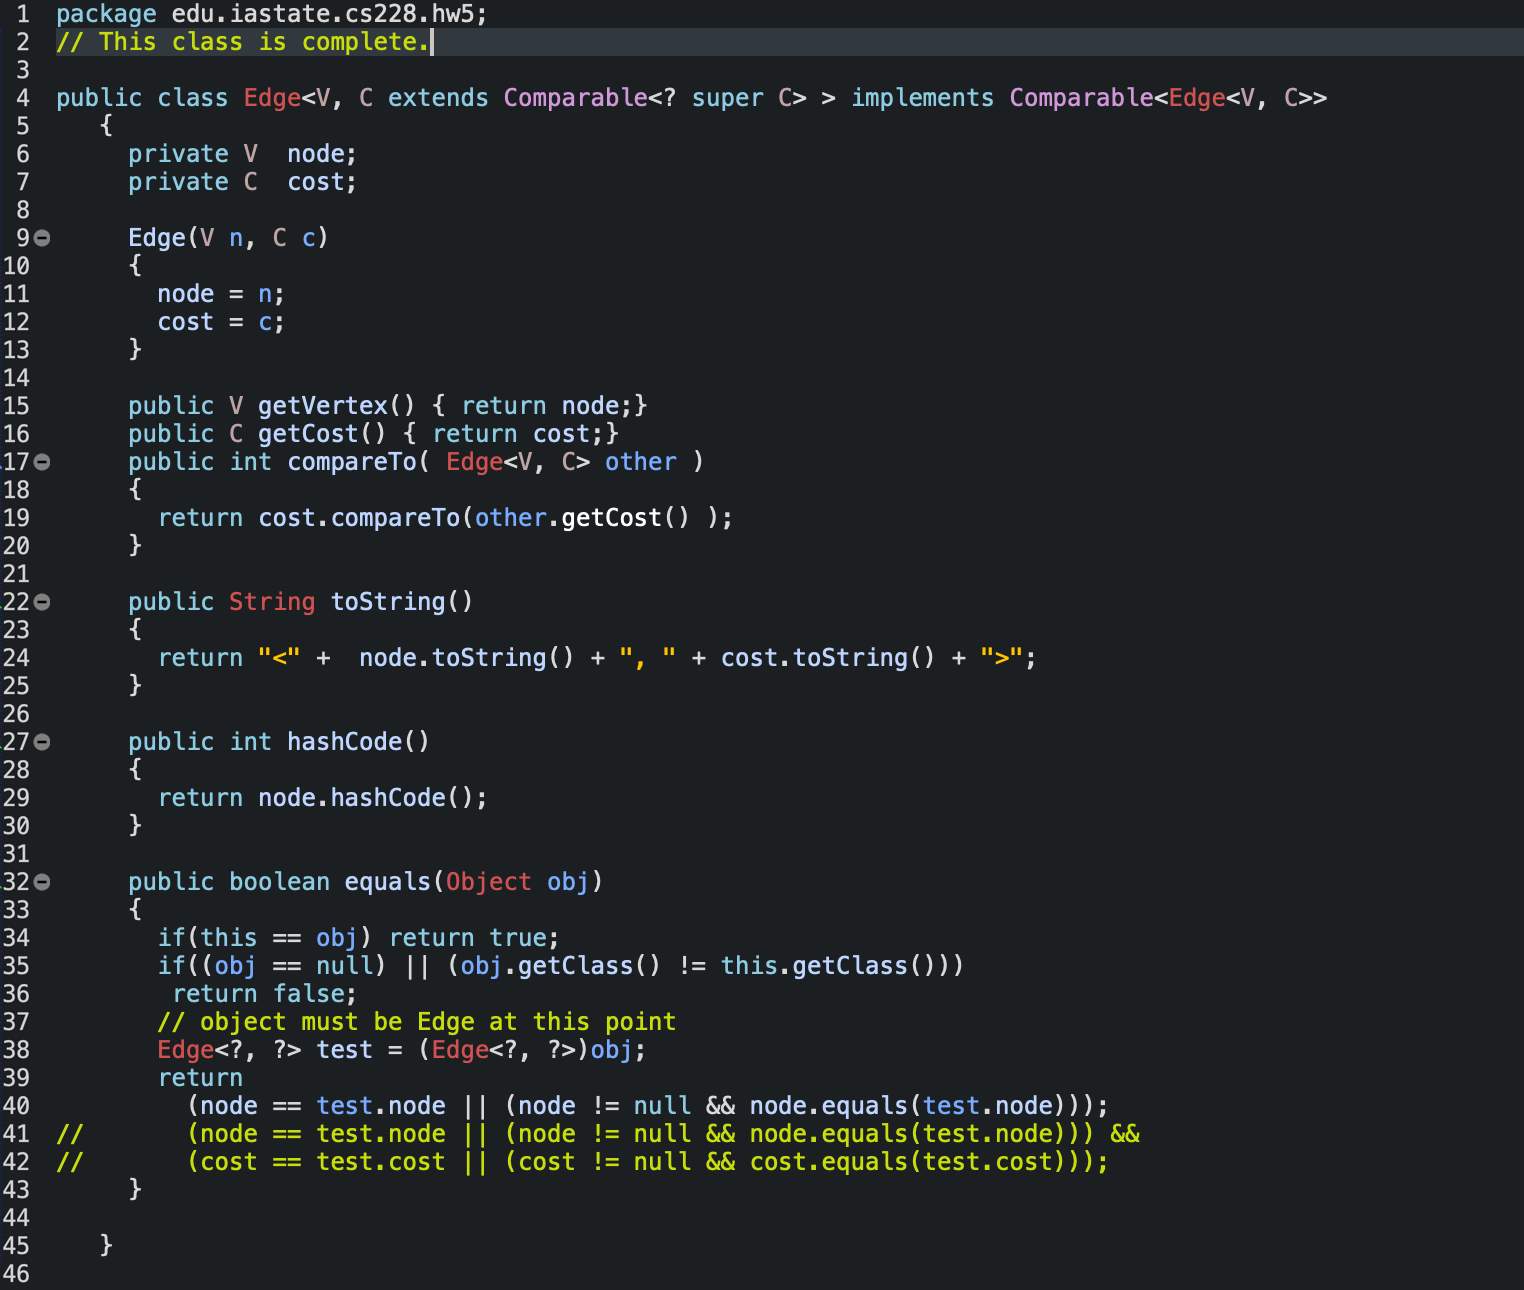 1 package edu.iastate.cs228.hw5;
2 // This class is complete.
3
4 public class Edge<V, C extends Comparable<? super C> > implements Comparable<Edge<V, C>>
5    {
6      private V  node;
7      private C  cost;
8
9      Edge(V n, C c)
10      {
11        node = n;
12        cost = c;
13      }
14
15      public V getVertex() { return node;}
16      public C getCost() { return cost;}
17      public int compareTo( Edge<V, C> other )
18      {
19        return cost.compareTo(other.getCost() );
20      }
21
22      public String toString()
23      {
24        return "<" +  node.toString() + ", " + cost.toString() + ">";
25      }
26
27      public int hashCode()
28      {
29        return node.hashCode();
30      }
31
32      public boolean equals(Object obj)
33      {
34        if(this == obj) return true;
35        if((obj == null) || (obj.getClass() != this.getClass()))
36         return false;
37        // object must be Edge at this point
38        Edge<?, ?> test = (Edge<?, ?>)obj;
39        return
40          (node == test.node || (node != null && node.equals(test.node)));
41 //       (node == test.node || (node != null && node.equals(test.node))) &&
42 //       (cost == test.cost || (cost != null && cost.equals(test.cost)));
43      }
44
45    }
46